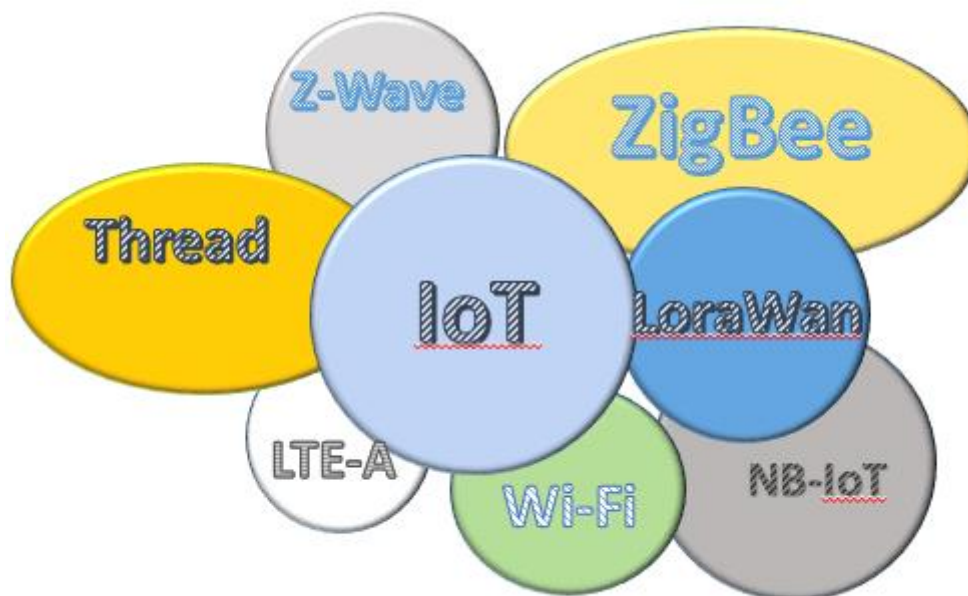 Z-Wave
ZigBee
Thread
IoT
LoraWan
LTE-A
Wi-Fi
NB-IoT